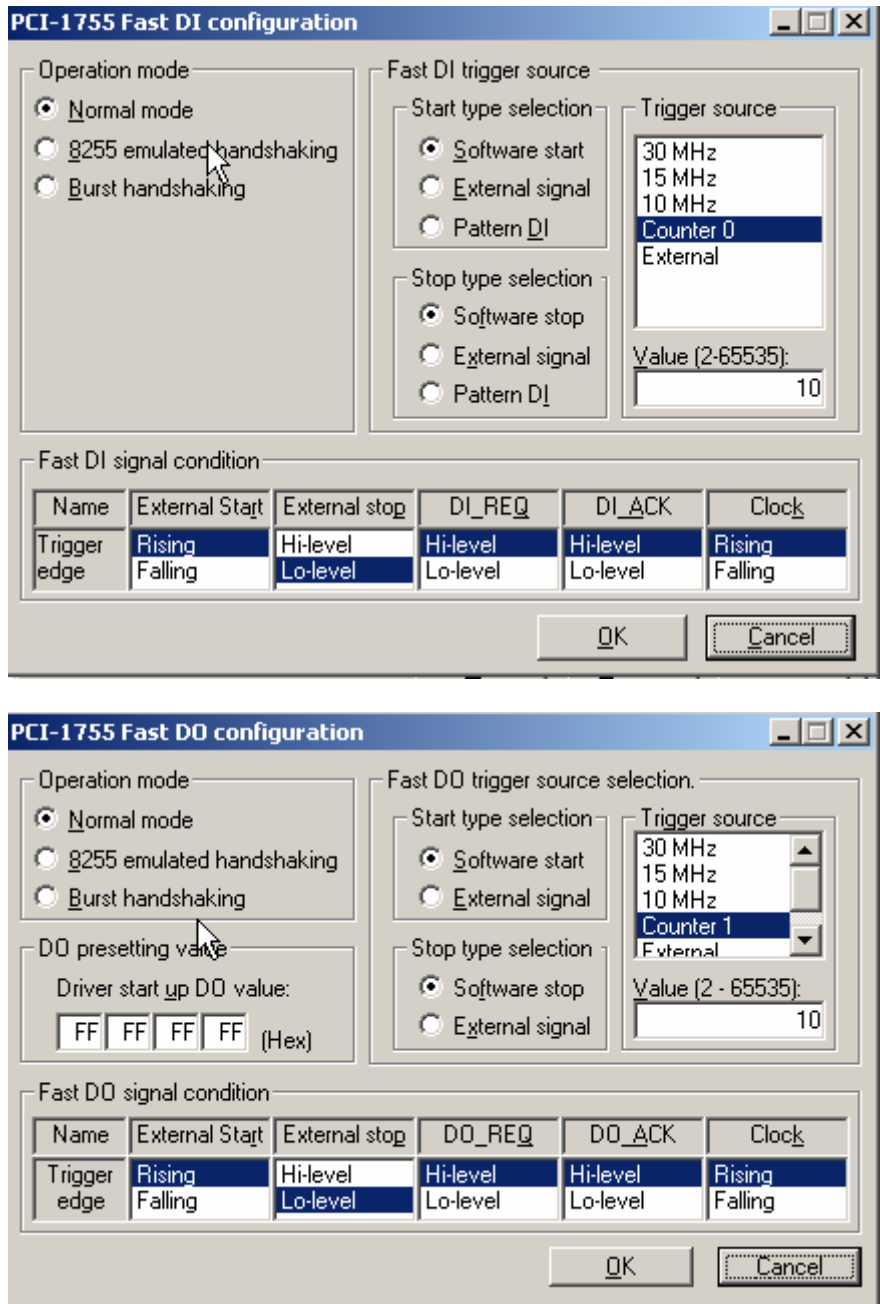 PCI-1755 Fast DI configuration
Operation mode
Normal mode
8255 emulated handshaking
Burst handshaking
Fast DI trigger source
Start type selection
Software start
External signal
Pattern DI
Stop type selection
Software stop
External signal
Pattern DI
Trigger source
30 MHz
15 MHz
10 MHz
Counter 0
External
Value (2-65535):
10
Fast DI signal condition
Name External Start External stop DI_REQ DI_ACK Clock
Trigger Rising Hi-level Hi-level Hi-level Rising
edge Falling Lo-level Lo-level Lo-level Falling
OK Cancel
PCI-1755 Fast DO configuration
Operation mode
Normal mode
8255 emulated handshaking
Burst handshaking
DO presetting value
Driver start up DO value:
FF FF FF FF (Hex)
Fast DO trigger source selection.
Start type selection
Software start
External signal
Stop type selection
Software stop
External signal
Trigger source
30 MHz
15 MHz
10 MHz
Counter 1
External
Value (2 - 65535):
10
Fast DO signal condition
Name External Start External stop DO_REQ DO_ACK Clock
Trigger Rising Hi-level Hi-level Hi-level Rising
edge Falling Lo-level Lo-level Lo-level Falling
OK Cancel